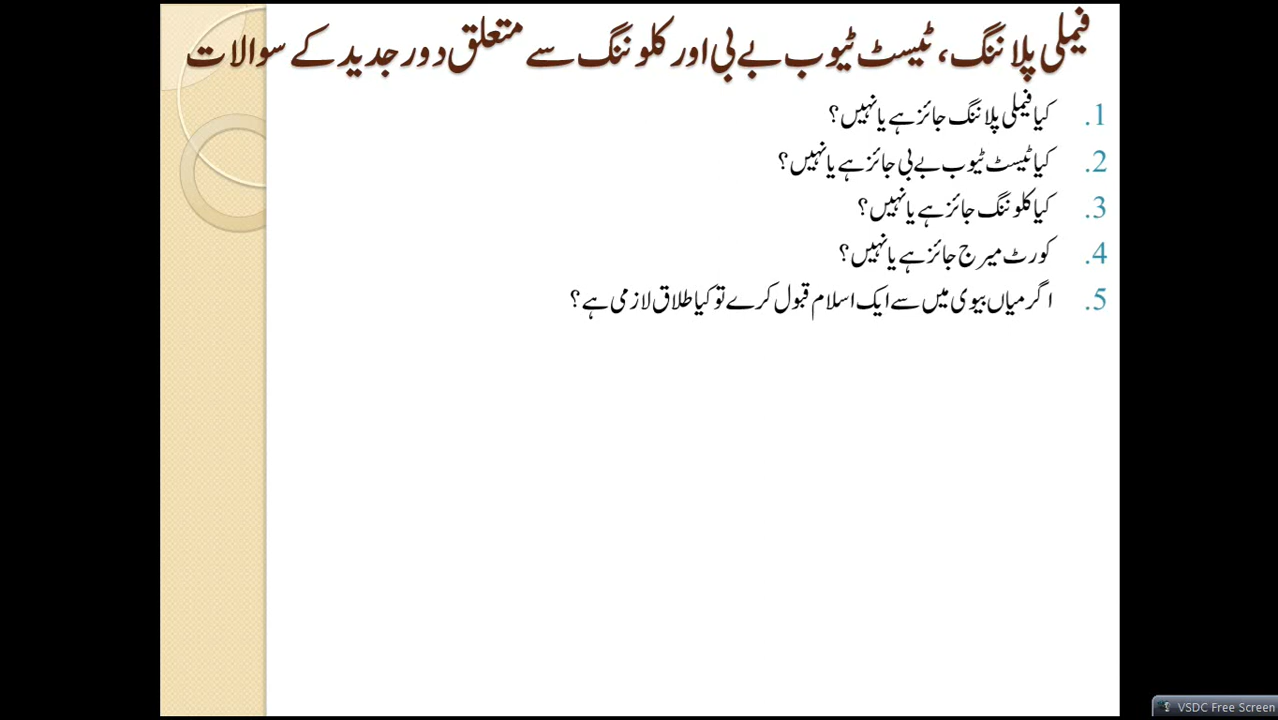 فیملی پلاننگ، ٹیسٹ ٹیوب بے بی اور کلوننگ سے متعلق دور جدید کے سوالات
1. کیا فیملی پلاننگ جائز ہے یا نہیں؟
2. کیا ٹیسٹ ٹیوب بے بی جائز ہے یا نہیں؟
3. کیا کلوننگ جائز ہے یا نہیں؟
4. کورٹ میرج جائز ہے یا نہیں؟
5. اگر میاں بیوی میں سے ایک اسلام قبول کرے تو کیا طلاق لازمی ہے؟
VSDC Free Screen